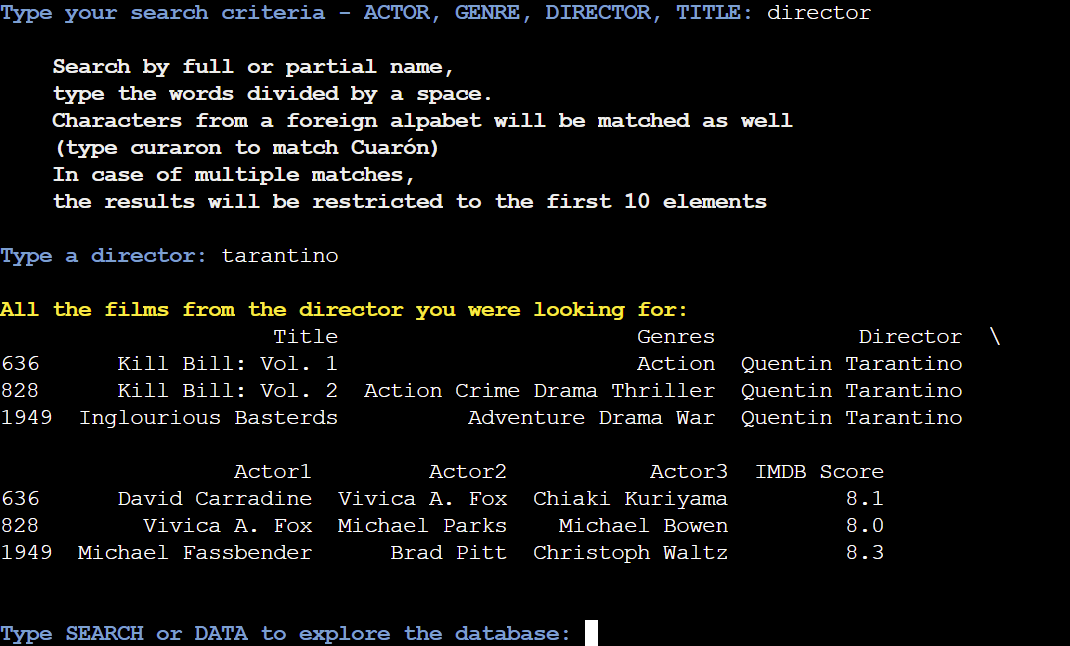 Type your search criteria - ACTOR, GENRE, DIRECTOR, TITLE: director
Search by full or partial name,
type the words divided by a space.
Characters from a foreign alpabet will be matched as well
(type curaron to match Cuarón)
In case of multiple matches,
the results will be restricted to the first 10 elements
Type a director: tarantino
All the films from the director you were looking for:
Title Genres Director \
636 Kill Bill: Vol. 1 Action Quentin Tarantino
828 Kill Bill: Vol. 2 Action Crime Drama Thriller Quentin Tarantino
1949 Inglourious Basterds Adventure Drama War Quentin Tarantino
Actor1 Actor2 Actor3 IMDB Score
636 David Carradine Vivica A. Fox Chiaki Kuriyama 8.1
828 Vivica A. Fox Michael Parks Michael Bowen 8.0
1949 Michael Fassbender Brad Pitt Christoph Waltz 8.3
Type SEARCH or DATA to explore the database: